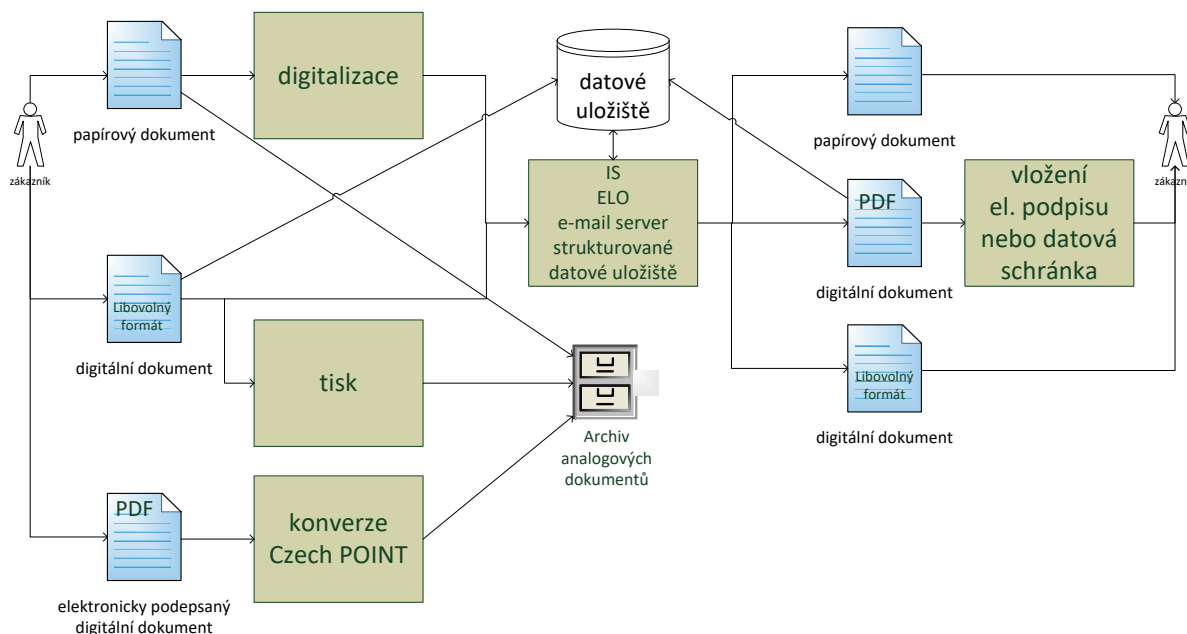 zákazník
papírový dokument
digitalizace
Libovolný
formát
digitální dokument
tisk
PDF
elektronicky podepsaný
digitální dokument
konverze
Czech POINT
datové
uložiště
IS
ELO
e-mail server
strukturované
datové uložiště
Archiv
analogových
dokumentů
papírový dokument
PDF
digitální dokument
vložení
el. podpisu
nebo datová
schránka
Libovolný
formát
digitální dokument
zákazn